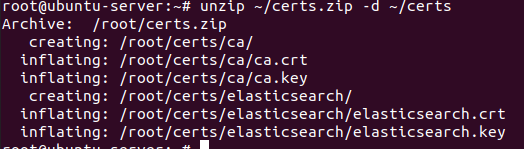 root@ubuntu-server:~# unzip ~/certs.zip -d ~/certs
Archive:  /root/certs.zip
   creating: /root/certs/ca/
  inflating: /root/certs/ca/ca.crt
  inflating: /root/certs/ca/ca.key
   creating: /root/certs/elasticsearch/
  inflating: /root/certs/elasticsearch/elasticsearch.crt
  inflating: /root/certs/elasticsearch/elasticsearch.key
root@ubuntu-server:~#